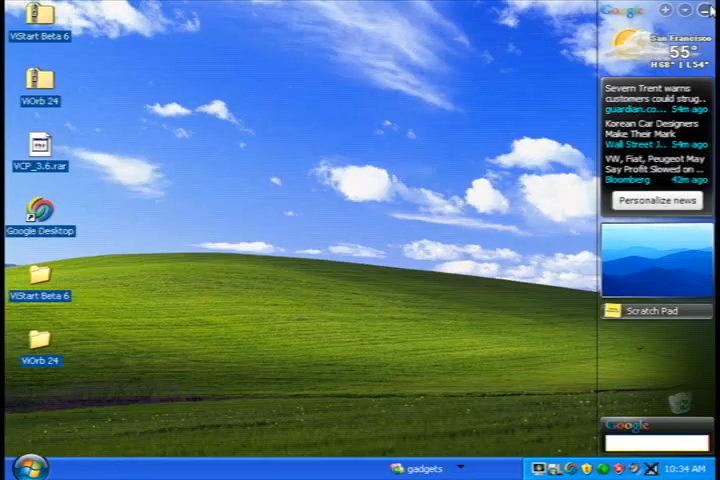 ViStart Beta 6
ViOrb 24
VCP_3.6.rar
Google Desktop
ViStart Beta 6
ViOrb 24
Google
San Francisco
55°
H 68° | L 54°
Severn Trent warns
customers could strug...
guardian.co... 54m ago
Korean Car Designers
Make Their Mark
Wall Street J... 54m ago
VW, Fiat, Peugeot May
Say Profit Slowed on ...
Bloomberg 42m ago
Personalize news
Scratch Pad
Google
gadgets
10:34 AM